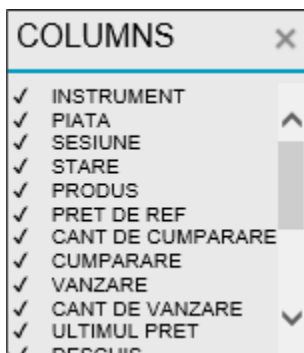 COLUMNS
INSTRUMENT
PIATA
SESIUNE
STARE
PRODUS
PRET DE REF
CANT DE CUMPARARE
CUMPARARE
VANZARE
CANT DE VANZARE
ULTIMUL PRET
DESCHIS